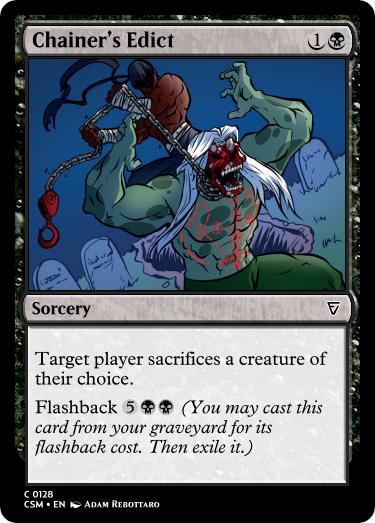 Chainer's Edict 1
Sorcery
Target player sacrifices a creature of
their choice.
Flashback 5 (You may cast this
card from your graveyard for its
flashback cost. Then exile it.)
C 0128
CSM • EN Adam Rebottaro